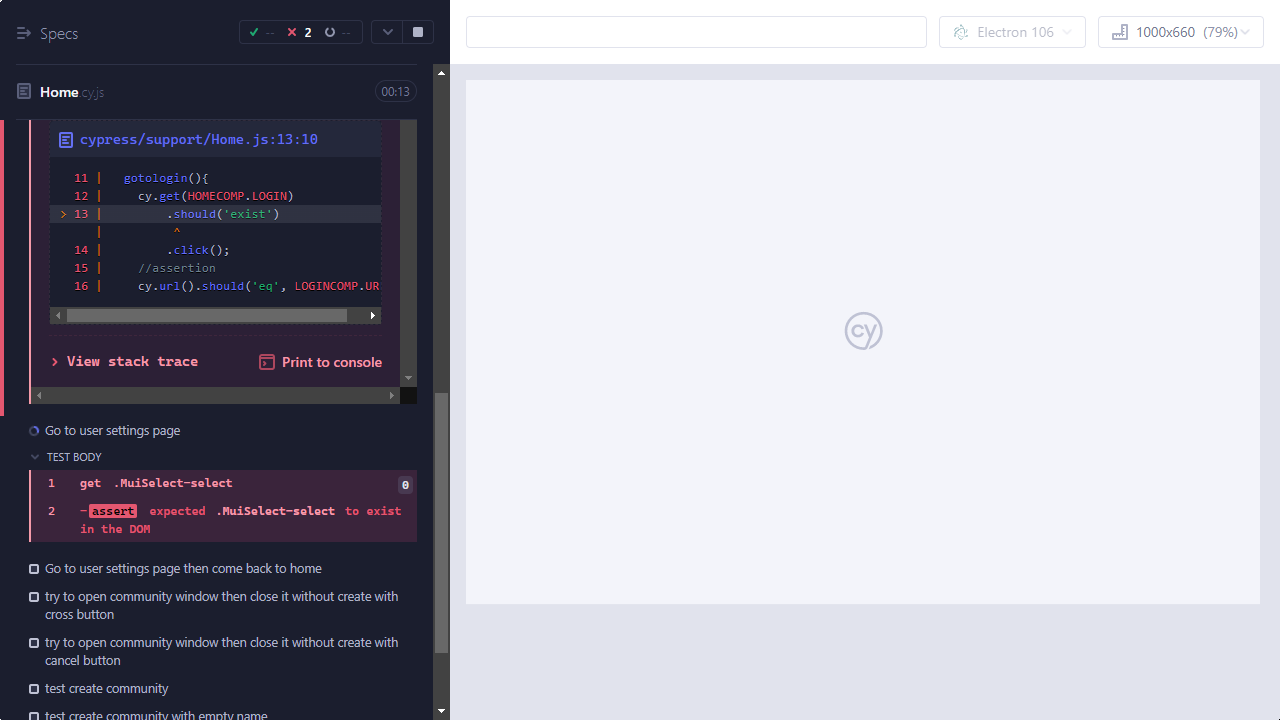 Specs
-- 2 --
Electron 106
1000x660 (79%)
Home.cy.js
00:13
cypress/support/Home.js:13:10
11 | gotologin(){
12 | cy.get(HOMECOMP.LOGIN)
> 13 | .should('exist')
| ^
14 | .click();
15 | //assertion
16 | cy.url().should('eq', LOGINCOMP.UR
> View stack trace
Print to console
cy
Go to user settings page
TEST BODY
1 get .MuiSelect-select 0
2 -assert expected .MuiSelect-select to exist
in the DOM
Go to user settings page then come back to home
try to open community window then close it without create with
cross button
try to open community window then close it without create with
cancel button
test create community
test create community with empty name